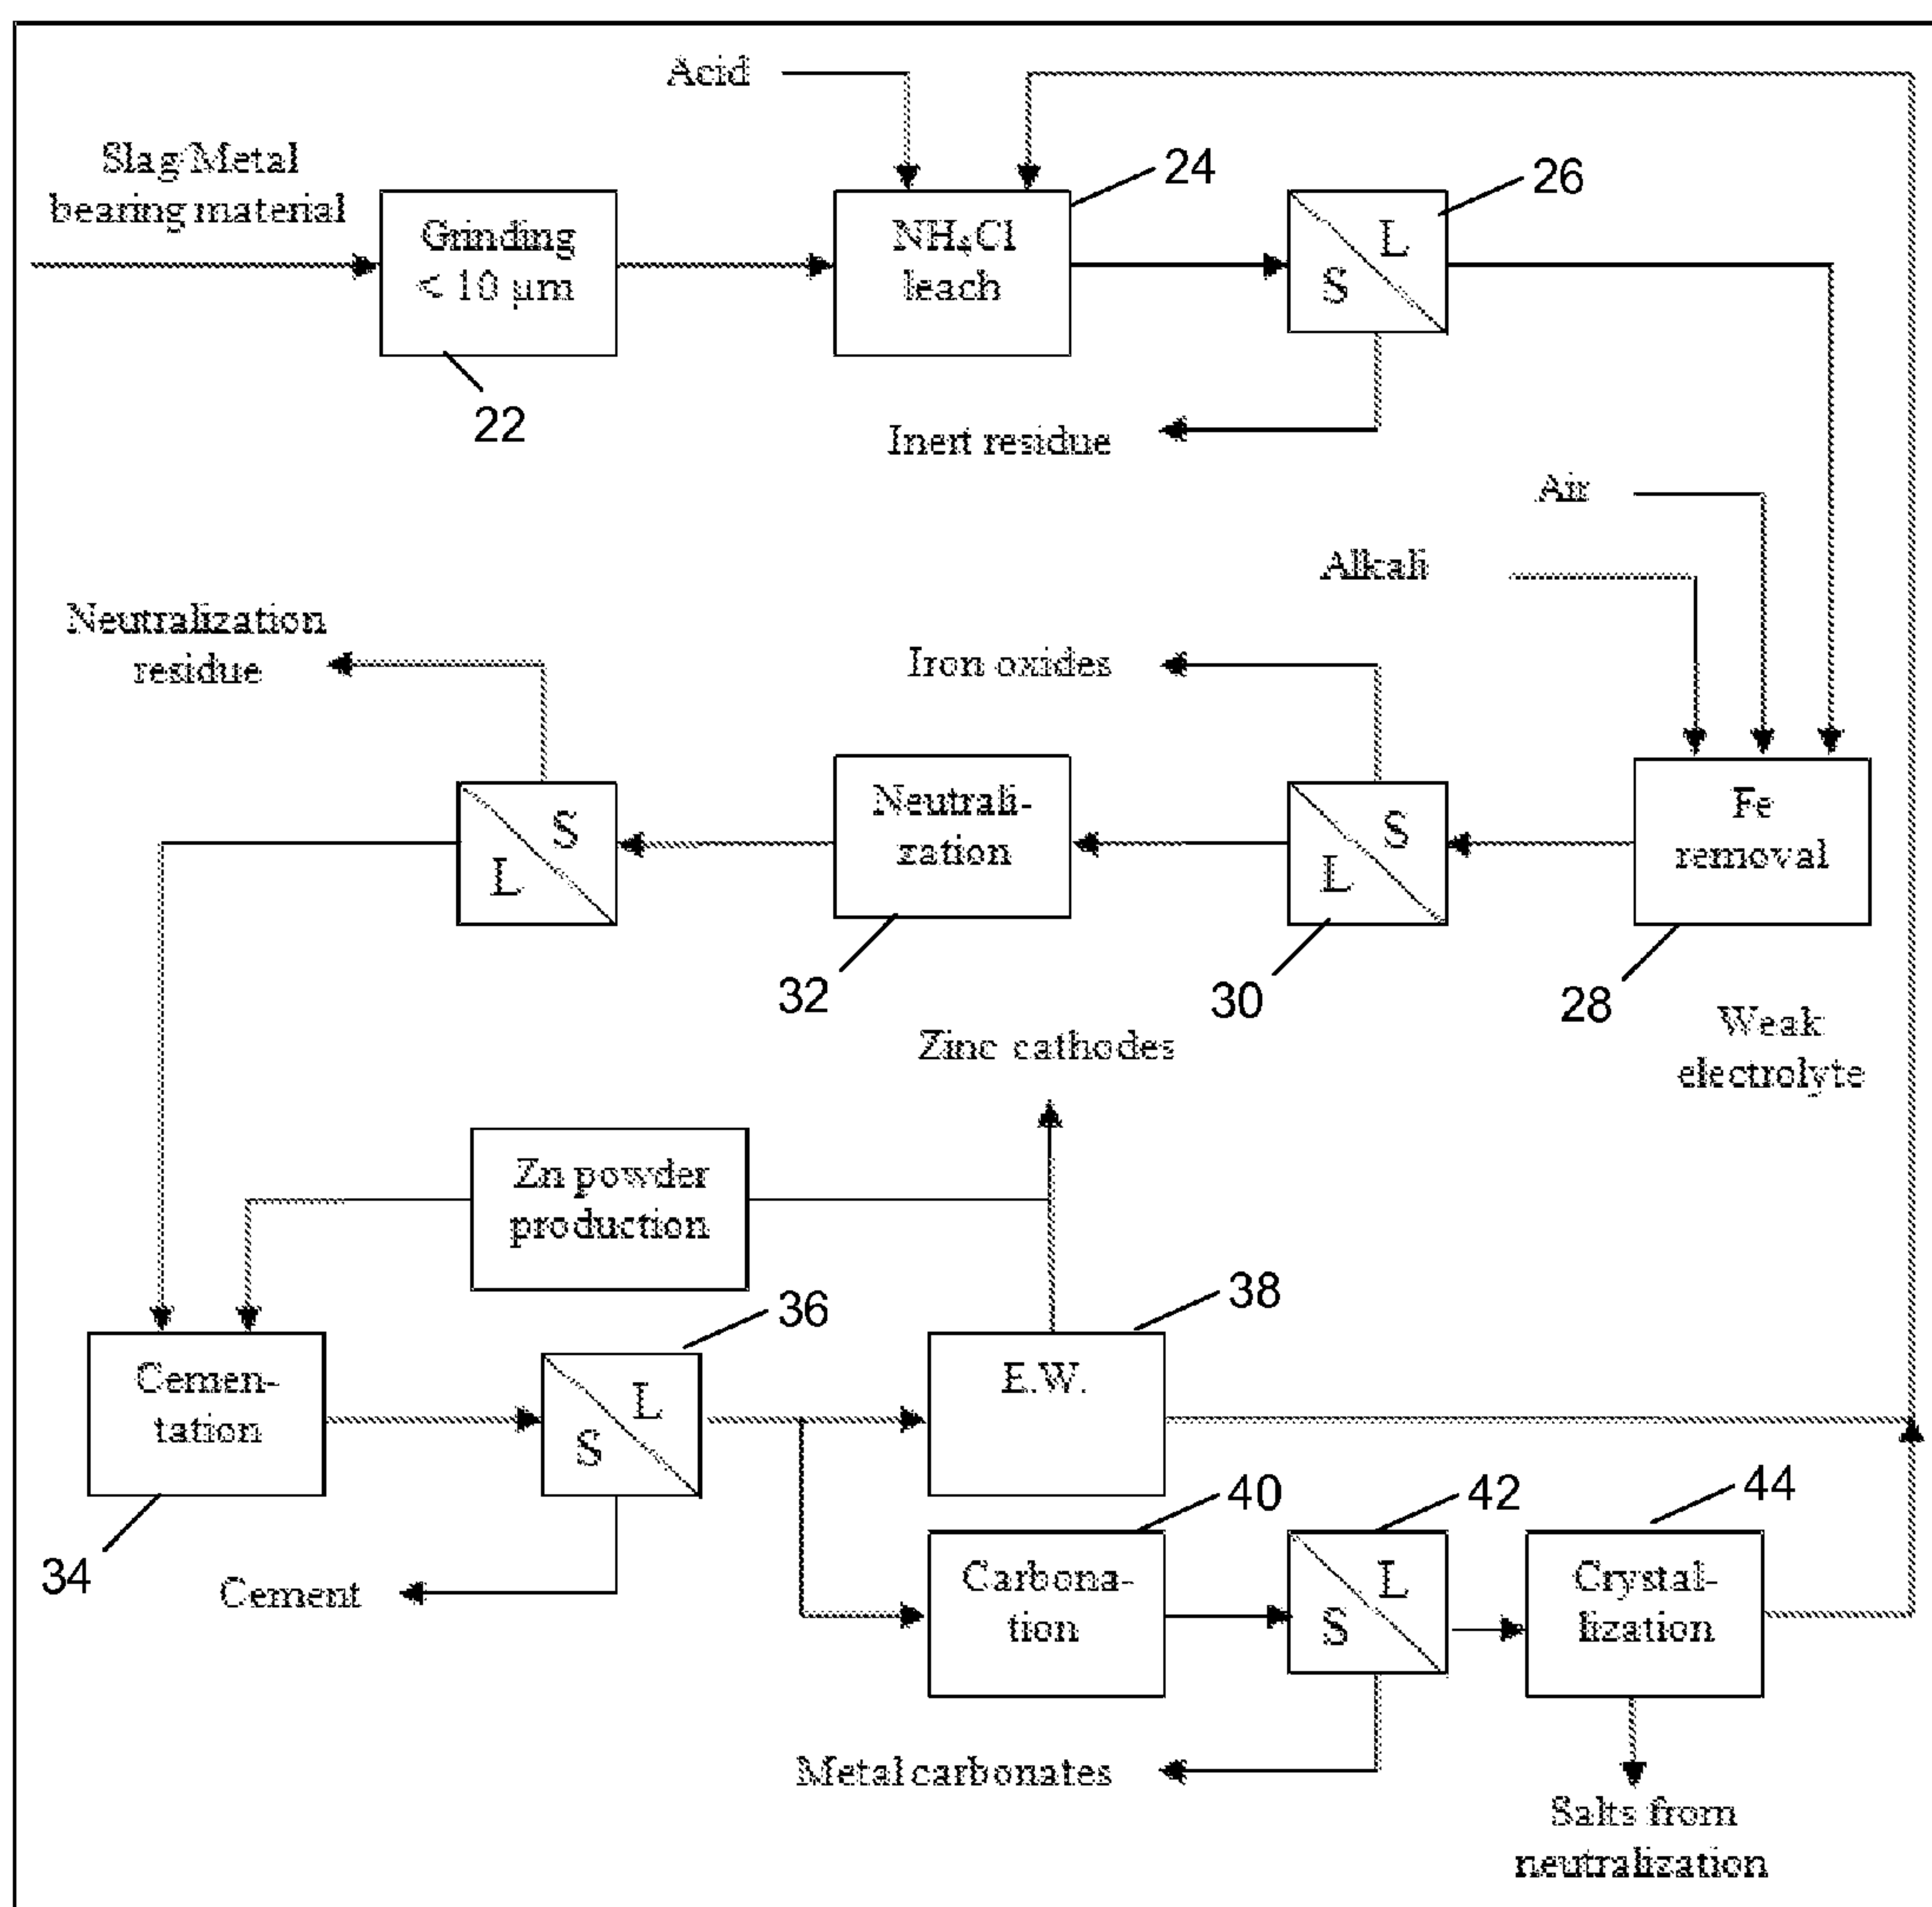 Acid
Slag/Metal
bearing material
24
26
Grinding
< 10 µm
NH₄Cl
leach
L
S
22
Inert residue
Air
Alkali
Neutralization
residue
Iron oxides
S
L
Neutrali-
zation
S
L
Fe
removal
32
30
28
Zinc cathodes
Weak
electrolyte
Zn powder
production
36
38
Cemen-
tation
L
S
E.W.
34
Cement
40
42
44
Carbona-
tion
L
S
Crystal-
lization
Metal carbonates
Salts from
neutralization